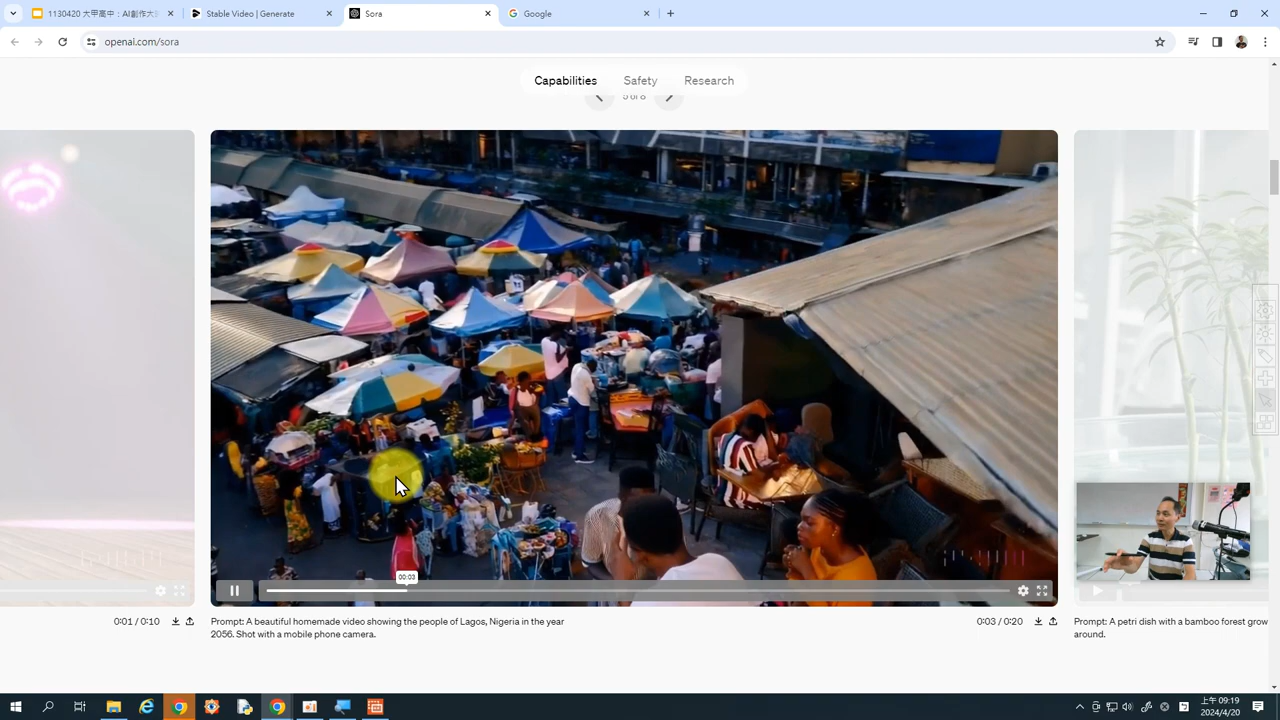 1130420 大甲高中：AI創作大
Stable Video | Generate
Sora
Google
openai.com/sora
Capabilities
Safety
Research
5 of 8
00:03
0:01 / 0:10
Prompt: A beautiful homemade video showing the people of Lagos, Nigeria in the year
2056. Shot with a mobile phone camera.
0:03 / 0:20
Prompt: A petri dish with a bamboo forest grow
around.
上午 09:19
2024/4/20